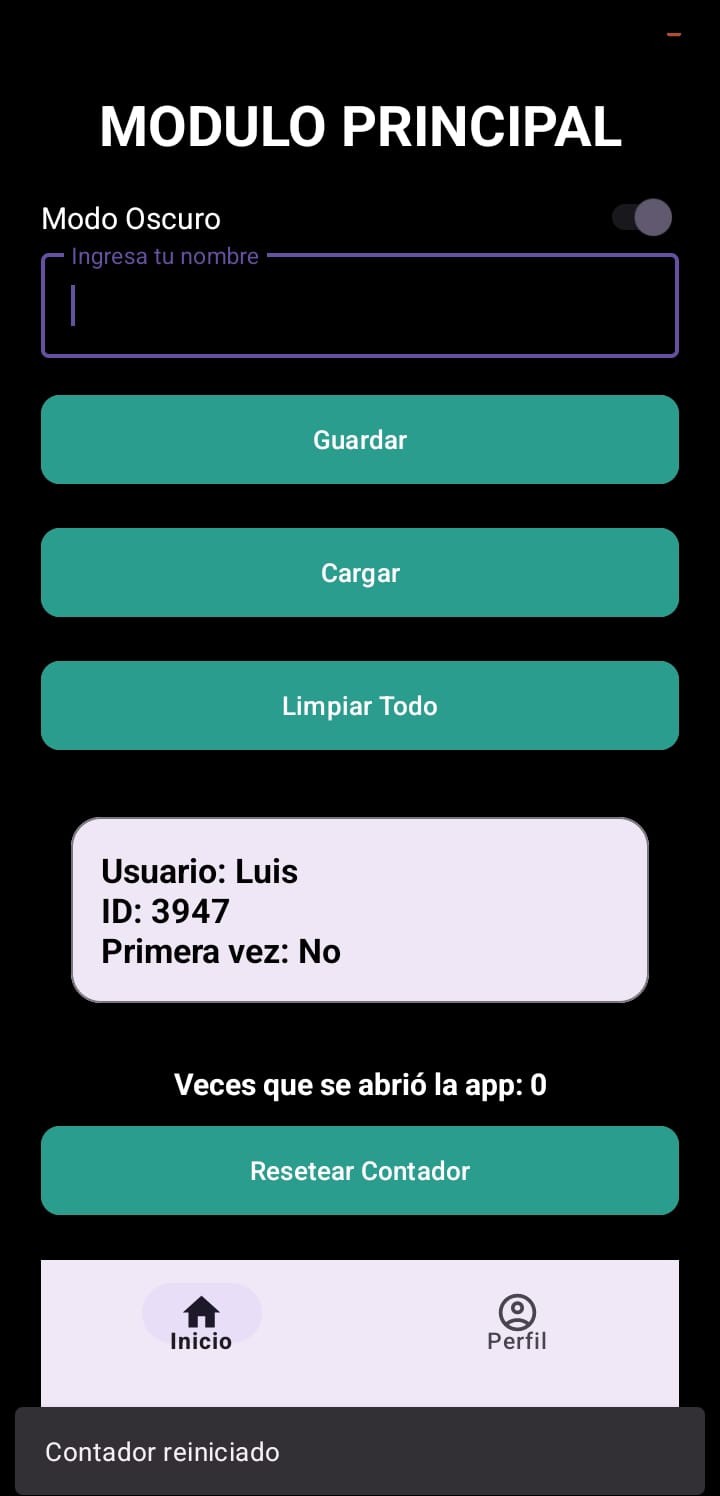 MODULO PRINCIPAL
Modo Oscuro
Ingresa tu nombre
Guardar
Cargar
Limpiar Todo
Usuario: Luis
ID: 3947
Primera vez: No
Veces que se abrió la app: 0
Resetear Contador
Inicio
Perfil
Contador reiniciado